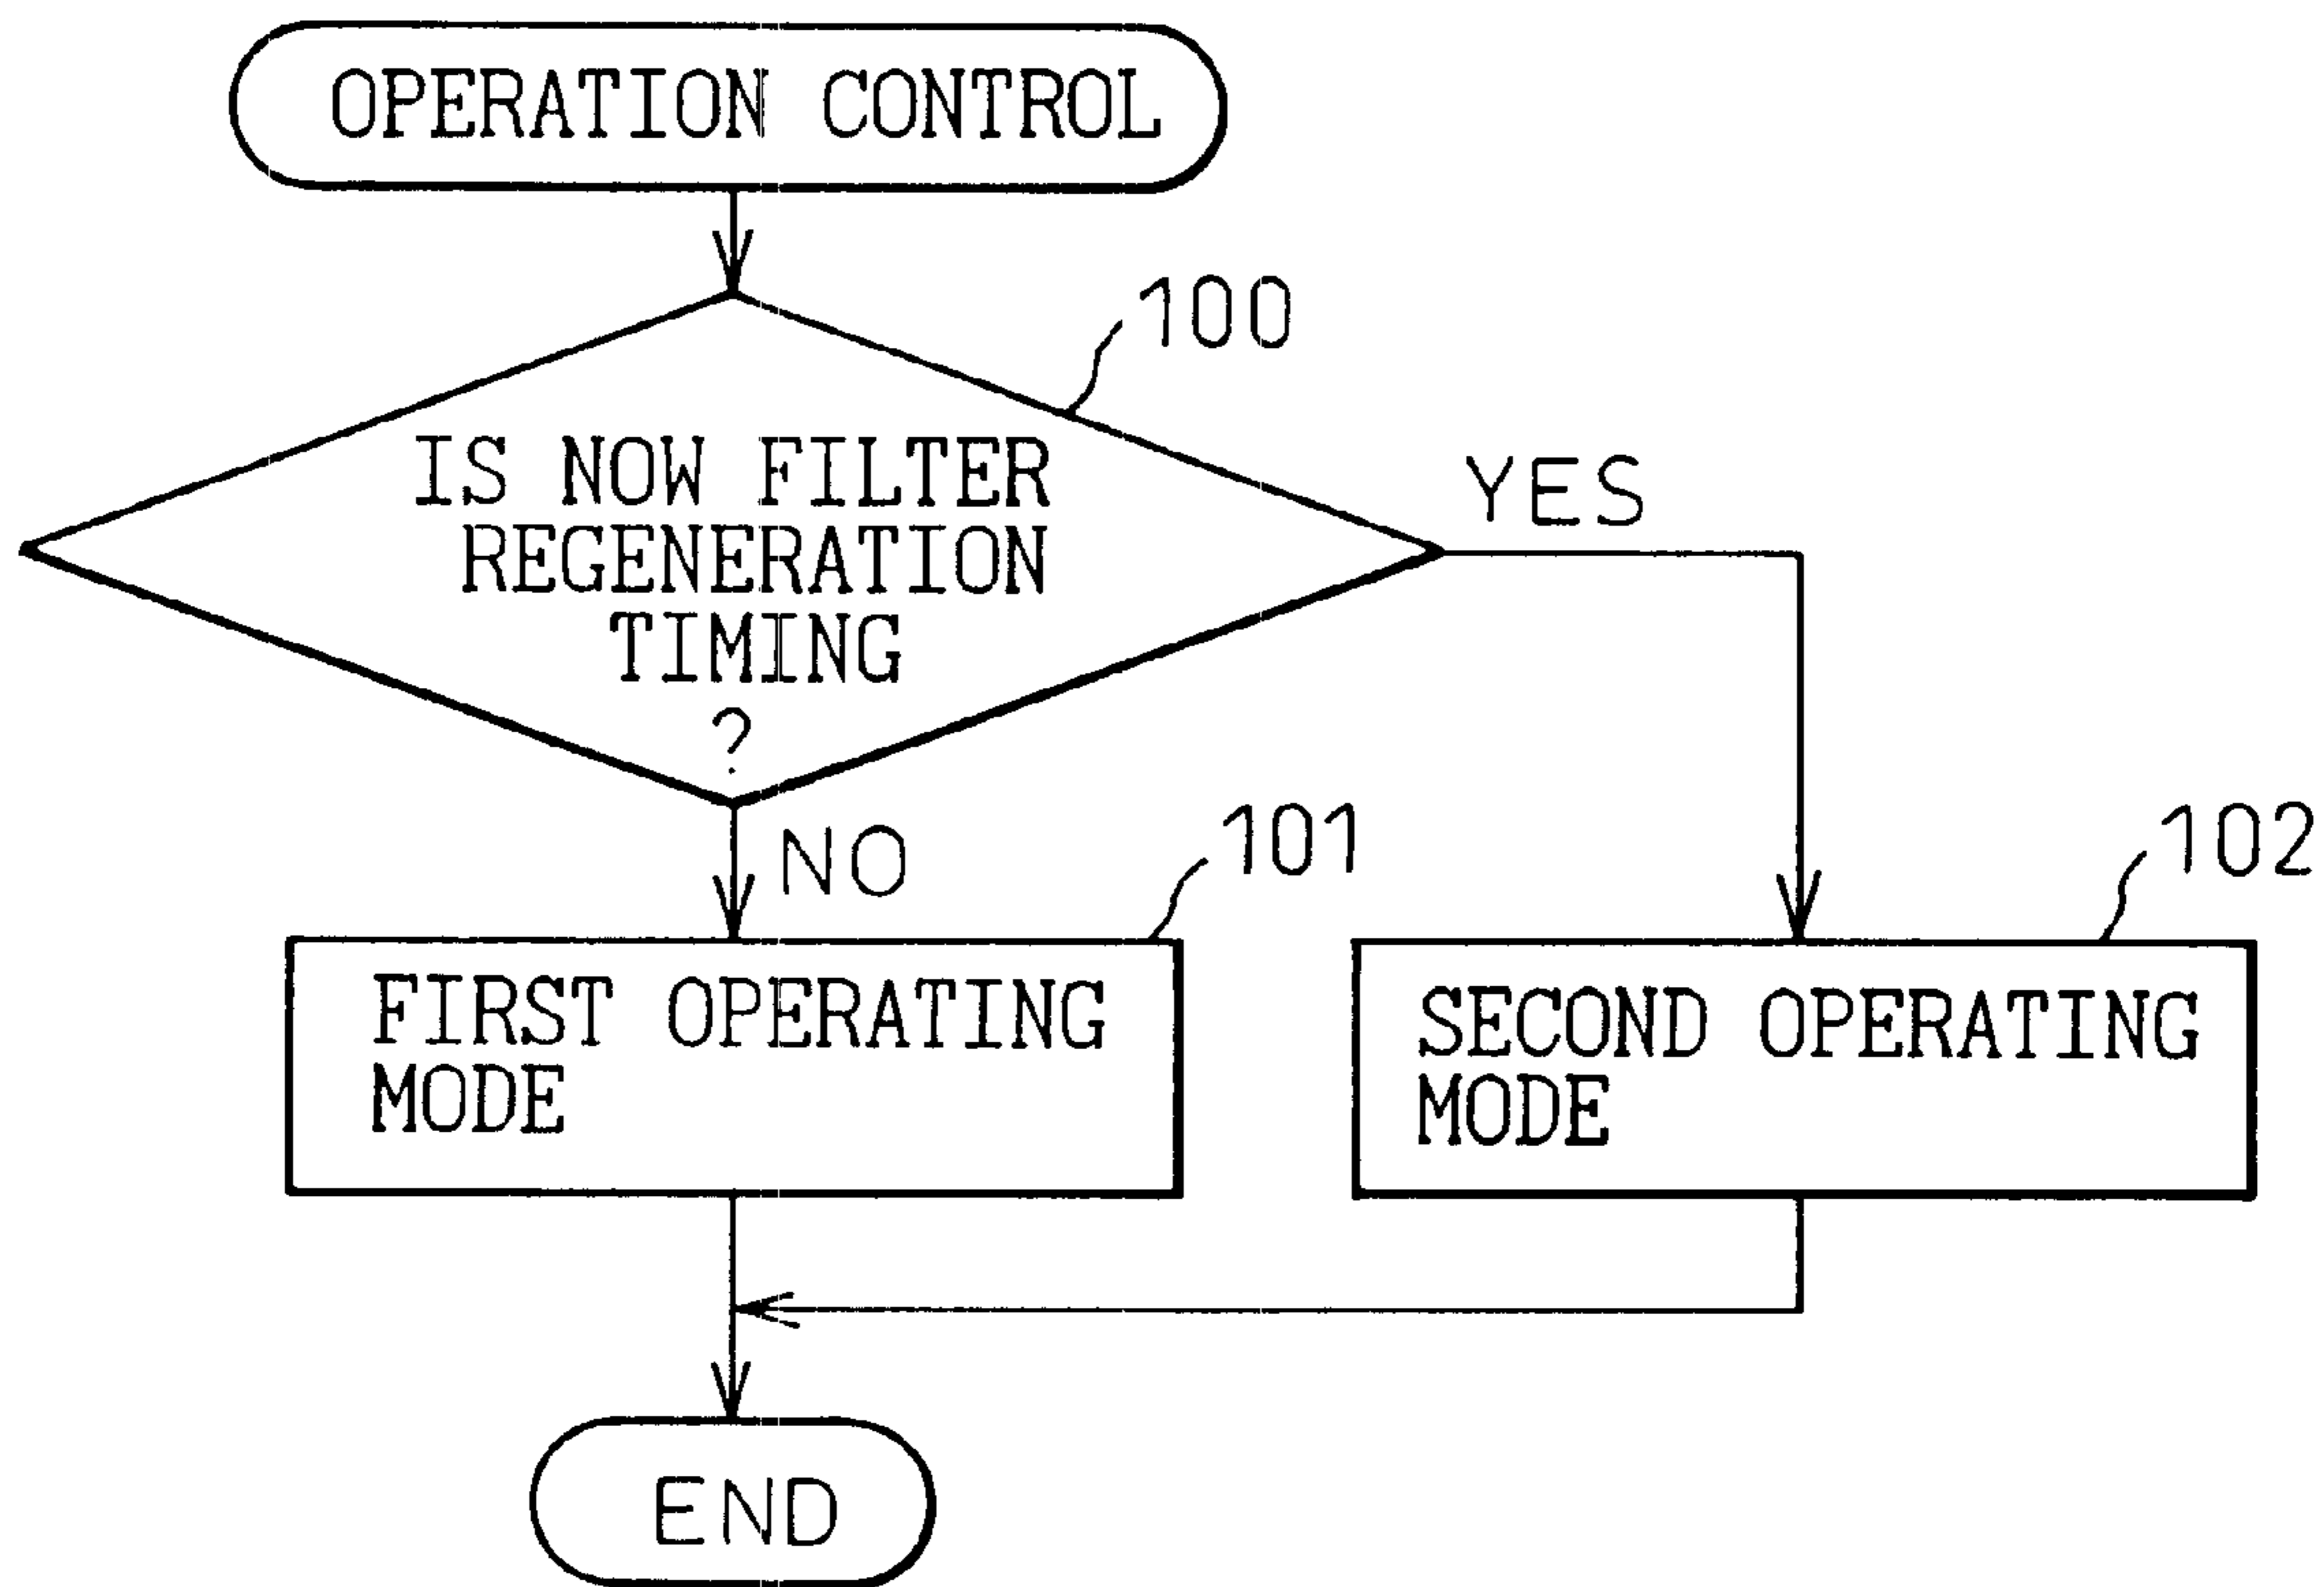 OPERATION CONTROL
100
IS NOW FILTER
REGENERATION
TIMING
?
YES
NO
101
102
FIRST OPERATING
MODE
SECOND OPERATING
MODE
END